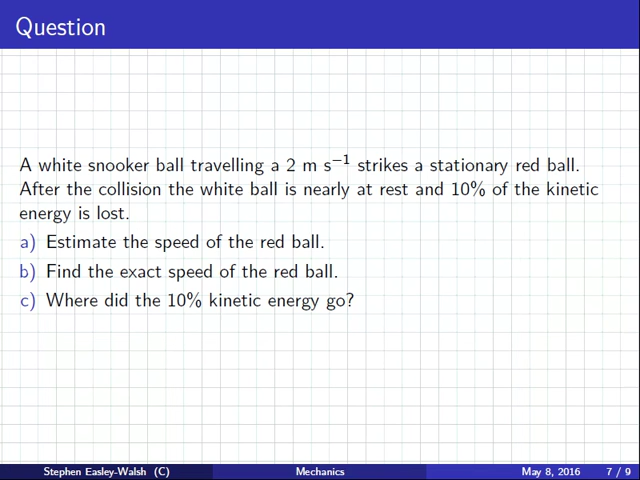 Question
A white snooker ball travelling a 2 m s⁻¹ strikes a stationary red ball.
After the collision the white ball is nearly at rest and 10% of the kinetic
energy is lost.
a) Estimate the speed of the red ball.
b) Find the exact speed of the red ball.
c) Where did the 10% kinetic energy go?
Stephen Easley-Walsh (C) Mechanics May 8, 2016 7 / 9